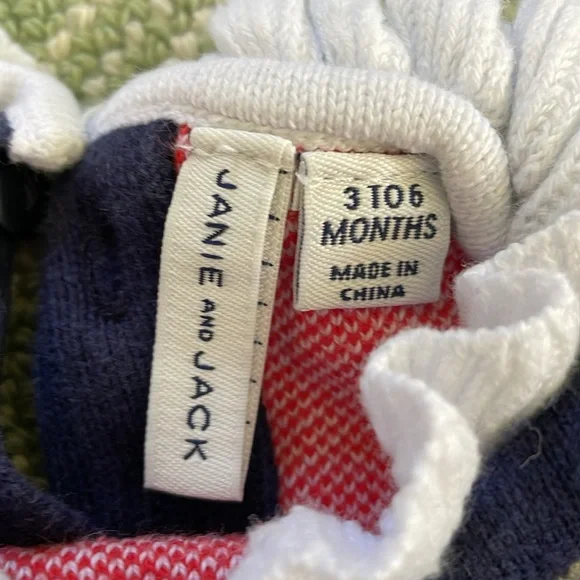 JANIE AND JACK
3 TO 6
MONTHS
MADE IN
CHINA